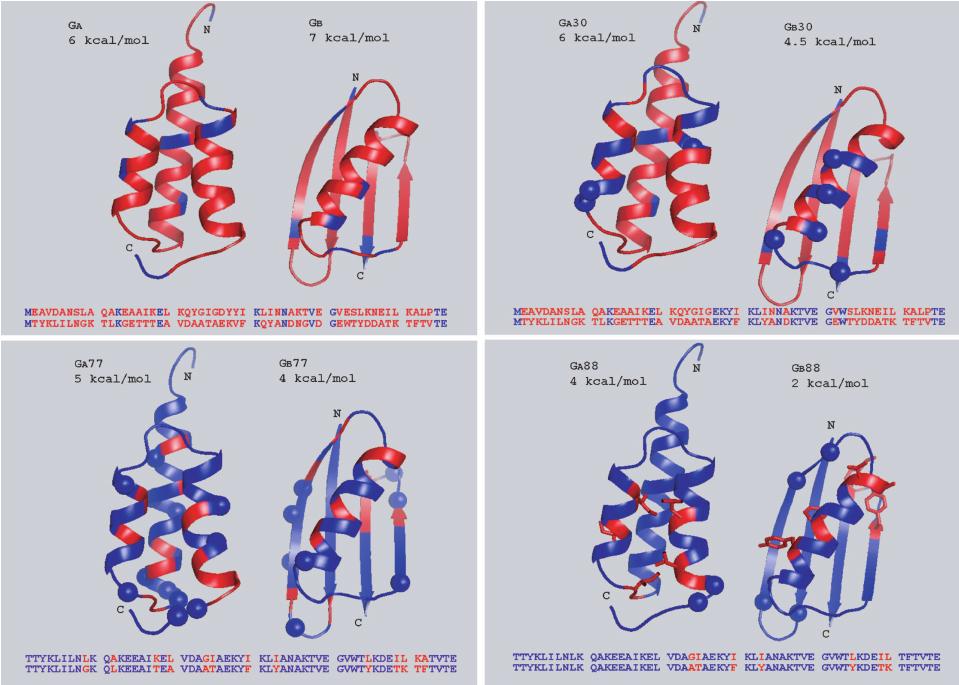 GA
6 kcal/mol
N
GB
7 kcal/mol
N
C
C
MEAVDANSLA QAKEAAIKEL KQYGIGDYYI KLINNAKTVE GVESLKNEIL KALPTE
MTYKLILNGK TLKGETTTEA VDAATAEKVF KQYANDNGVD GEWTYDDATK TFTVTE
GA30
6 kcal/mol
N
GB30
4.5 kcal/mol
N
C
C
MEAVDANSLA QAKEAAIKEL KQYGIGEKYI KLINNAKTVE GVWSLKNEIL KALPTE
MTYKLILNGK TLKGETTTEA VDAATAEKYF KLYANDKTVE GEWTYDDATK TFTVTE
GA77
5 kcal/mol
N
GB77
4 kcal/mol
N
C
C
TTYKLILNLK QAKEEAIKEL VDAGIAEKYI KLIANAKTVE GVWTLKDEIL KATVTE
TTYKLILNGK QLKEEAITEA VDAATAEKYF KLYANAKTVE GVWTYKDETK TFTVTE
GA88
4 kcal/mol
N
GB88
2 kcal/mol
N
C
C
TTYKLILNLK QAKEEAIKEL VDAGIAEKYI KLIANAKTVE GVWTLKDEIL TFTVTE
TTYKLILNLK QAKEEAIKEL VDAATAEKYF KLYANAKTVE GVWTYKDETK TFTVTE